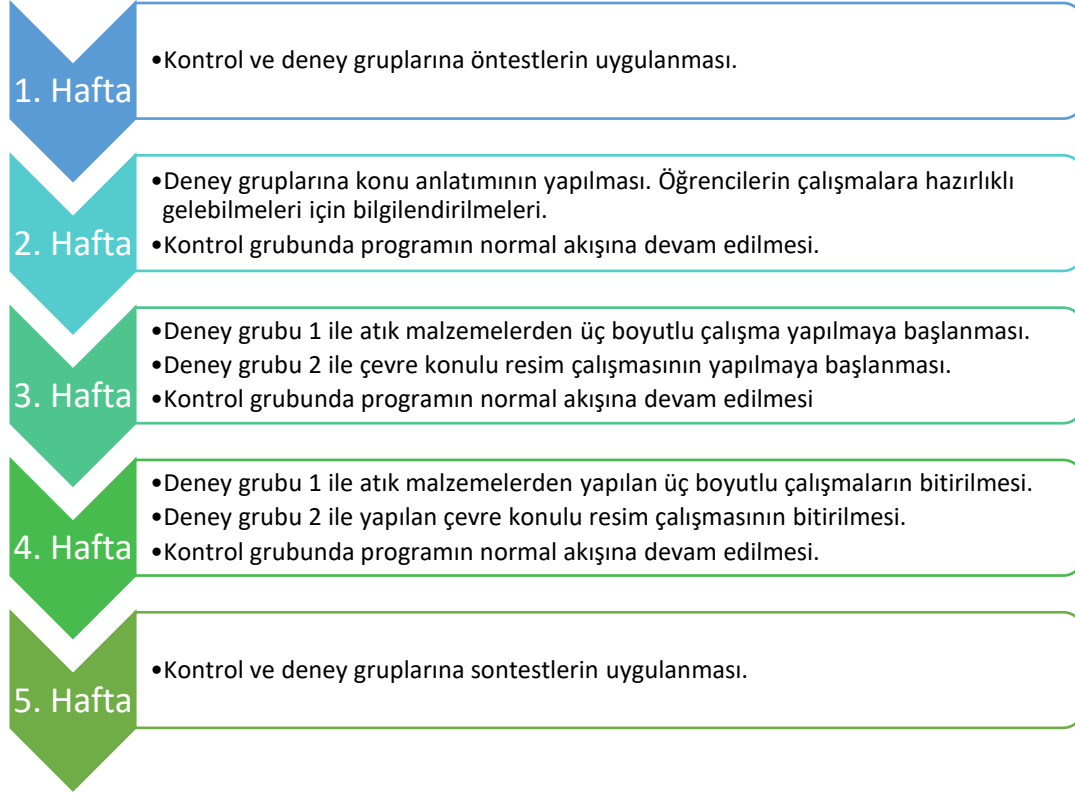 1. Hafta
•Kontrol ve deney gruplarına öntestlerin uygulanması.
2. Hafta
•Deney gruplarına konu anlatımının yapılması. Öğrencilerin çalışmalara hazırlıklı
gelebilmeleri için bilgilendirilmeleri.
•Kontrol grubunda programın normal akışına devam edilmesi.
3. Hafta
•Deney grubu 1 ile atık malzemelerden üç boyutlu çalışma yapılmaya başlanması.
•Deney grubu 2 ile çevre konulu resim çalışmasının yapılmaya başlanması.
•Kontrol grubunda programın normal akışına devam edilmesi
4. Hafta
•Deney grubu 1 ile atık malzemelerden yapılan üç boyutlu çalışmaların bitirilmesi.
•Deney grubu 2 ile yapılan çevre konulu resim çalışmasının bitirilmesi.
•Kontrol grubunda programın normal akışına devam edilmesi.
5. Hafta
•Kontrol ve deney gruplarına sontestlerin uygulanması.